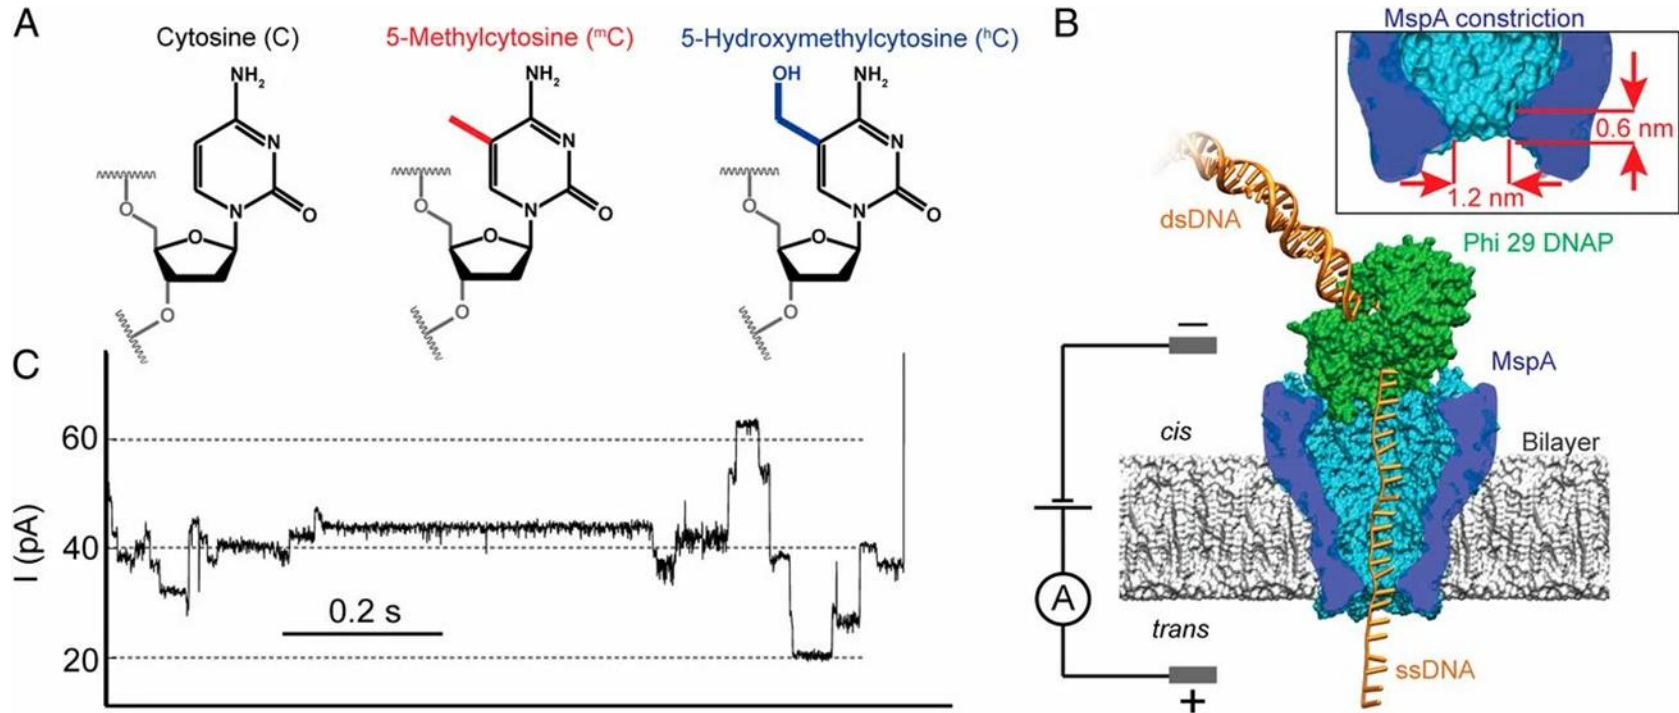 A
Cytosine (C)
NH₂
N
N
O
O
O
O
5-Methylcytosine (ᵐC)
NH₂
N
N
O
O
O
O
5-Hydroxymethylcytosine (ʰC)
OH
NH₂
N
N
O
O
O
O
B
MspA constriction
0.6 nm
1.2 nm
dsDNA
Phi 29 DNAP
MspA
cis
Bilayer
A
trans
ssDNA
−
+
C
I (pA)
60
40
20
0.2 s